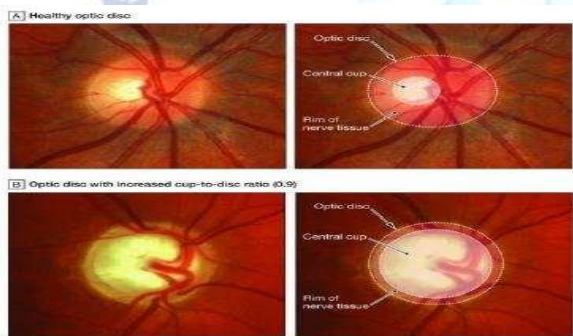 A Healthy optic disc
Optic disc
Central cup
Rim of
nerve tissue
B Optic disc with increased cup-to-disc ratio (0.9)
Optic disc
Central cup
Rim of
nerve tissue